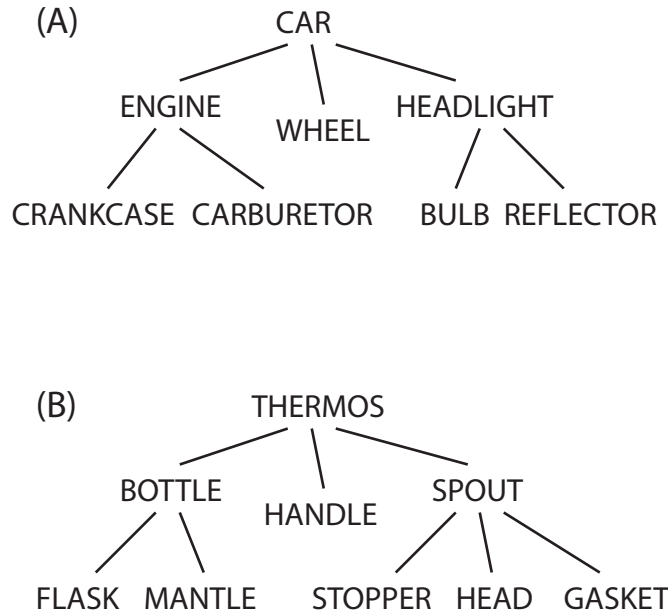 (A) CAR
ENGINE WHEEL HEADLIGHT
CRANKCASE CARBURETOR BULB REFLECTOR
(B) THERMOS
BOTTLE HANDLE SPOUT
FLASK MANTLE STOPPER HEAD GASKET